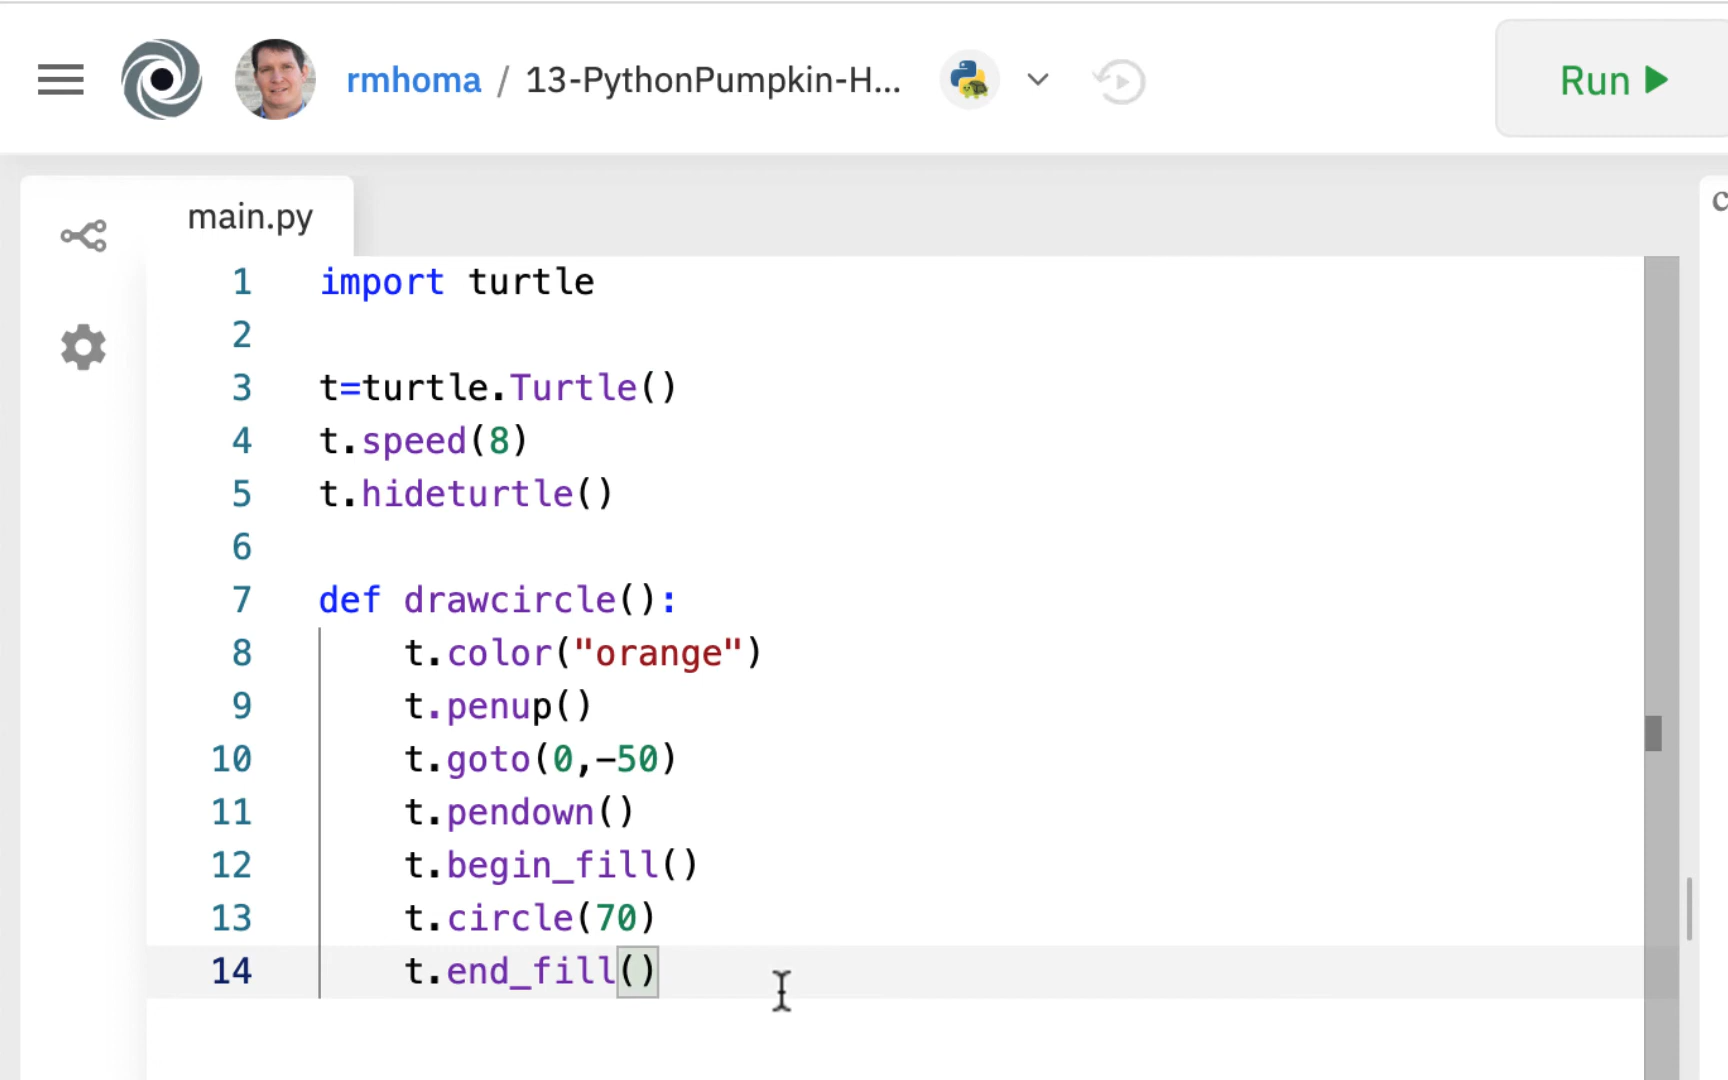 rmhoma / 13-PythonPumpkin-H...
Run
main.py
c
1 import turtle
2
3 t=turtle.Turtle()
4 t.speed(8)
5 t.hideturtle()
6
7 def drawcircle():
8 t.color("orange")
9 t.penup()
10 t.goto(0,-50)
11 t.pendown()
12 t.begin_fill()
13 t.circle(70)
14 t.end_fill()